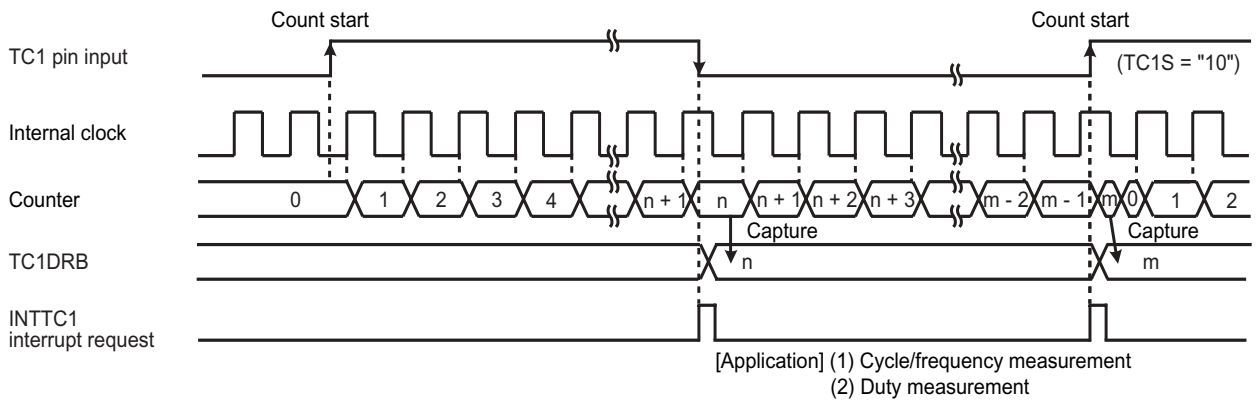 Count start
Count start
TC1 pin input
(TC1S = "10")
Internal clock
Counter
0 1 2 3 4 n + 1 n n + 1 n + 2 n + 3 m - 2 m - 1 m 0 1 2
Capture
Capture
TC1DRB
n
m
INTTC1
interrupt request
[Application] (1) Cycle/frequency measurement
(2) Duty measurement